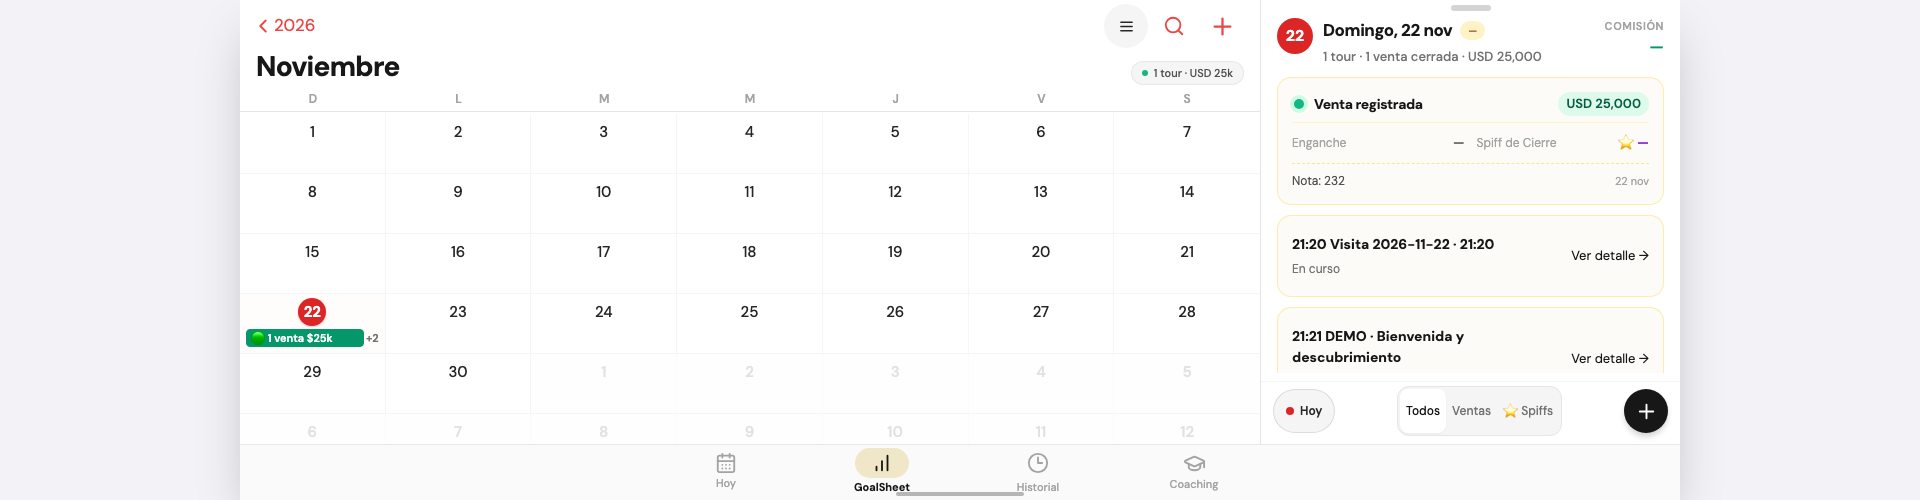 2026
Noviembre
1 tour · USD 25k
D L M M J V S
1 2 3 4 5 6 7
8 9 10 11 12 13 14
15 16 17 18 19 20 21
22 23 24 25 26 27 28
1 venta $25k +2
29 30 1 2 3 4 5
6 7 8 9 10 11 12
22 Domingo, 22 nov –
COMISIÓN
–
1 tour · 1 venta cerrada · USD 25,000
Venta registrada USD 25,000
Enganche – Spiff de Cierre ⭐ –
Nota: 232 22 nov
21:20 Visita 2026-11-22 · 21:20
En curso
Ver detalle →
21:21 DEMO · Bienvenida y
descubrimiento
Ver detalle →
Hoy
Todos Ventas ⭐ Spiffs
Hoy GoalSheet Historial Coaching